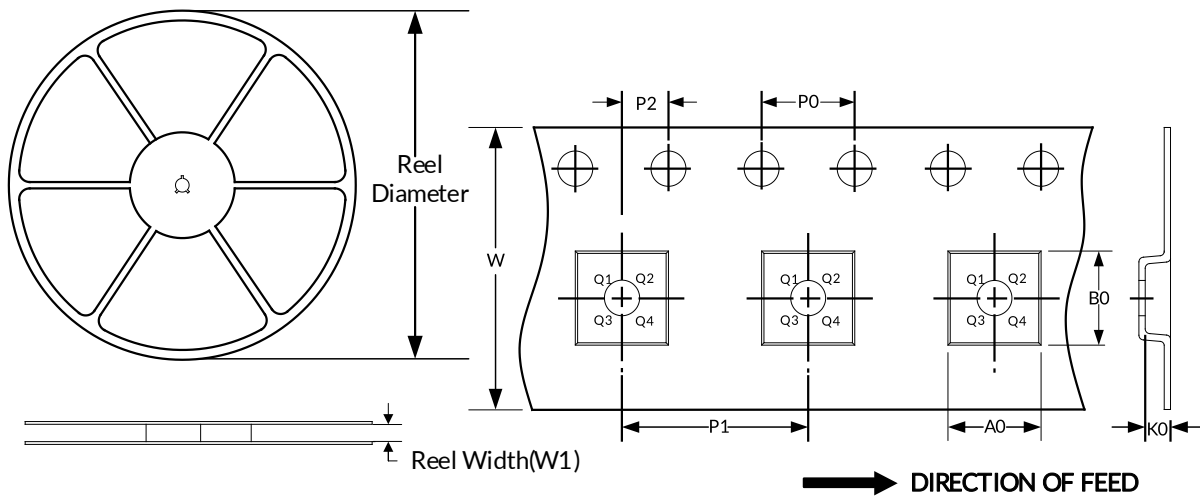 Reel
Diameter
P2
P0
W
Q1 Q2
Q3 Q4
Q1 Q2
Q3 Q4
Q1 Q2
Q3 Q4
B0
P1
A0
K0
Reel Width(W1)
DIRECTION OF FEED